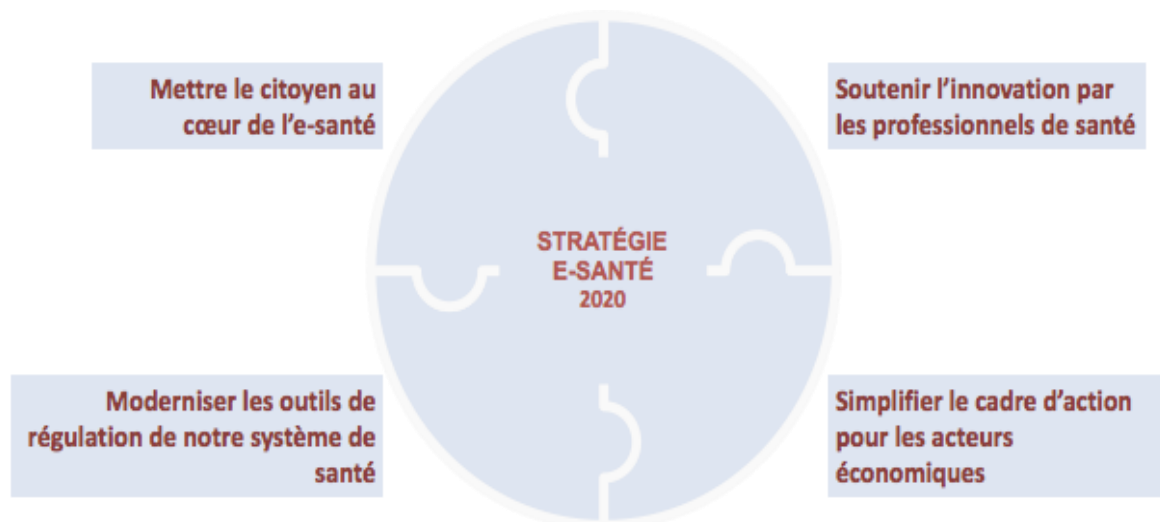 Mettre le citoyen au
cœur de l'e-santé
Soutenir l'innovation par
les professionnels de santé
STRATÉGIE
E-SANTÉ
2020
Moderniser les outils de
régulation de notre système de
santé
Simplifier le cadre d'action
pour les acteurs
économiques